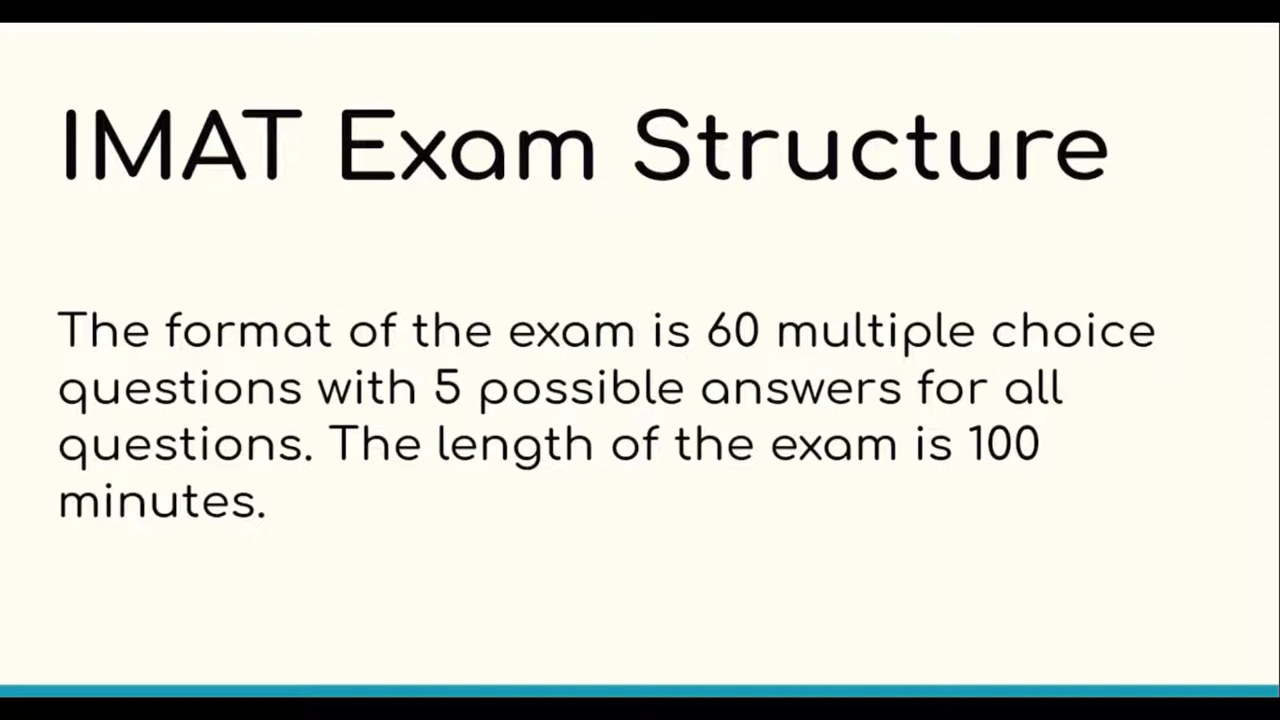 IMAT Exam Structure
The format of the exam is 60 multiple choice
questions with 5 possible answers for all
questions. The length of the exam is 100
minutes.